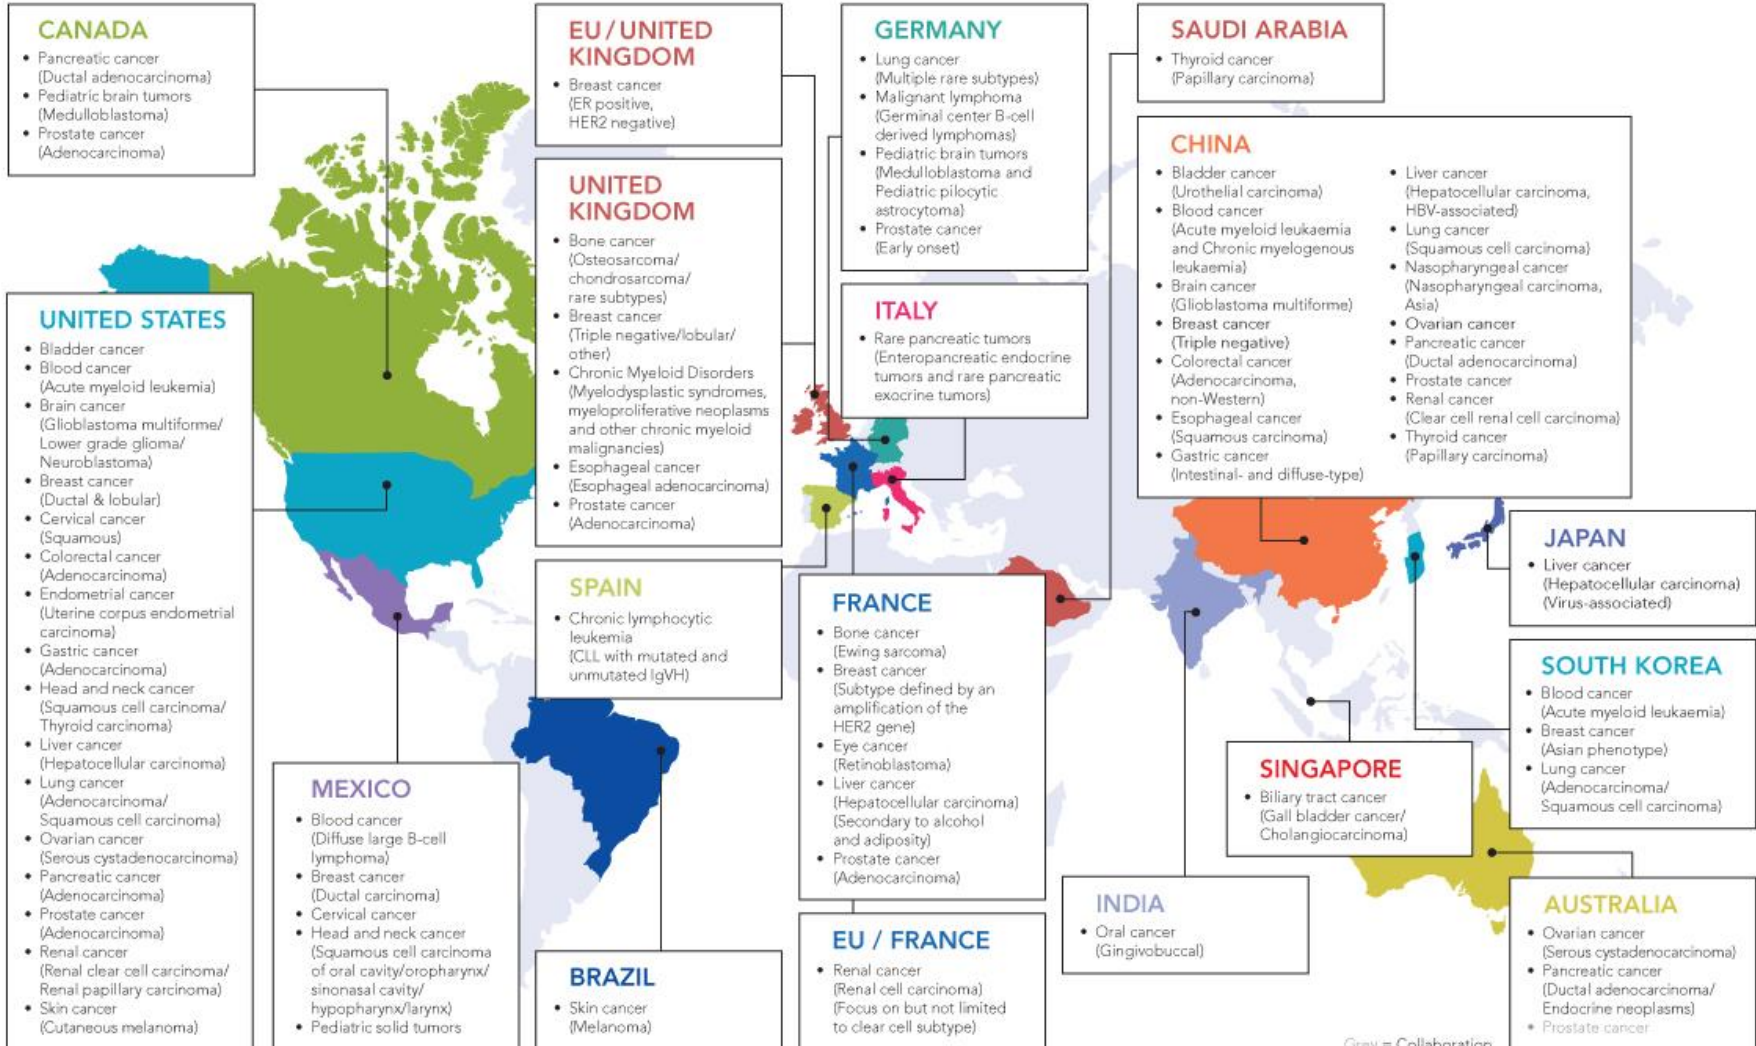 CANADA
• Pancreatic cancer
(Ductal adenocarcinoma)
• Pediatric brain tumors
(Medulloblastoma)
• Prostate cancer
(Adenocarcinoma)
UNITED STATES
• Bladder cancer
• Blood cancer
(Acute myeloid leukemia)
• Brain cancer
(Glioblastoma multiforme/
Lower grade glioma/
Neuroblastoma)
• Breast cancer
(Ductal & lobular)
• Cervical cancer
(Squamous)
• Colorectal cancer
(Adenocarcinoma)
• Endometrial cancer
(Uterine corpus endometrial
carcinoma)
• Gastric cancer
(Adenocarcinoma)
• Head and neck cancer
(Squamous cell carcinoma/
Thyroid carcinoma)
• Liver cancer
(Hepatocellular carcinoma)
• Lung cancer
(Adenocarcinoma/
Squamous cell carcinoma)
• Ovarian cancer
(Serous cystadenocarcinoma)
• Pancreatic cancer
(Adenocarcinoma)
• Prostate cancer
(Adenocarcinoma)
• Renal cancer
(Renal clear cell carcinoma/
Renal papillary carcinoma)
• Skin cancer
(Cutaneous melanoma)
MEXICO
• Blood cancer
(Diffuse large B-cell
lymphoma)
• Breast cancer
(Ductal carcinoma)
• Cervical cancer
• Head and neck cancer
(Squamous cell carcinoma
of oral cavity/oropharynx/
sinonasal cavity/
hypopharynx/larynx)
• Pediatric solid tumors
EU / UNITED
KINGDOM
• Breast cancer
(ER positive,
HER2 negative)
UNITED
KINGDOM
• Bone cancer
(Osteosarcoma/
chondrosarcoma/
rare subtypes)
• Breast cancer
(Triple negative/lobular/
other)
• Chronic Myeloid Disorders
(Myelodysplastic syndromes,
myeloproliferative neoplasms
and other chronic myeloid
malignancies)
• Esophageal cancer
(Esophageal adenocarcinoma)
• Prostate cancer
(Adenocarcinoma)
SPAIN
• Chronic lymphocytic
leukemia
(CLL with mutated and
unmutated IgVH)
BRAZIL
• Skin cancer
(Melanoma)
GERMANY
• Lung cancer
(Multiple rare subtypes)
• Malignant lymphoma
(Germinal center B-cell
derived lymphomas)
• Pediatric brain tumors
(Medulloblastoma and
Pediatric pilocytic
astrocytoma)
• Prostate cancer
(Early onset)
ITALY
• Rare pancreatic tumors
(Enteropancreatic endocrine
tumors and rare pancreatic
exocrine tumors)
FRANCE
• Bone cancer
(Ewing sarcoma)
• Breast cancer
(Subtype defined by an
amplification of the
HER2 gene)
• Eye cancer
(Retinoblastoma)
• Liver cancer
(Hepatocellular carcinoma)
(Secondary to alcohol
and adiposity)
• Prostate cancer
(Adenocarcinoma)
EU / FRANCE
• Renal cancer
(Renal cell carcinoma)
(Focus on but not limited
to clear cell subtype)
SAUDI ARABIA
• Thyroid cancer
(Papillary carcinoma)
CHINA
• Bladder cancer
(Urothelial carcinoma)
• Blood cancer
(Acute myeloid leukaemia
and Chronic myelogenous
leukaemia)
• Brain cancer
(Glioblastoma multiforme)
• Breast cancer
(Triple negative)
• Colorectal cancer
(Adenocarcinoma,
non-Western)
• Esophageal cancer
(Squamous carcinoma)
• Gastric cancer
(Intestinal- and diffuse-type)
• Liver cancer
(Hepatocellular carcinoma,
HBV-associated)
• Lung cancer
(Squamous cell carcinoma)
• Nasopharyngeal cancer
(Nasopharyngeal carcinoma,
Asia)
• Ovarian cancer
• Pancreatic cancer
(Ductal adenocarcinoma)
• Prostate cancer
• Renal cancer
(Clear cell renal cell carcinoma)
• Thyroid cancer
(Papillary carcinoma)
JAPAN
• Liver cancer
(Hepatocellular carcinoma)
(Virus-associated)
SOUTH KOREA
• Blood cancer
(Acute myeloid leukaemia)
• Breast cancer
(Asian phenotype)
• Lung cancer
(Adenocarcinoma/
Squamous cell carcinoma)
SINGAPORE
• Biliary tract cancer
(Gall bladder cancer/
Cholangiocarcinoma)
INDIA
• Oral cancer
(Gingivobuccal)
AUSTRALIA
• Ovarian cancer
(Serous cystadenocarcinoma)
• Pancreatic cancer
(Ductal adenocarcinoma/
Endocrine neoplasms)
• Prostate cancer
Grey = Collaboration